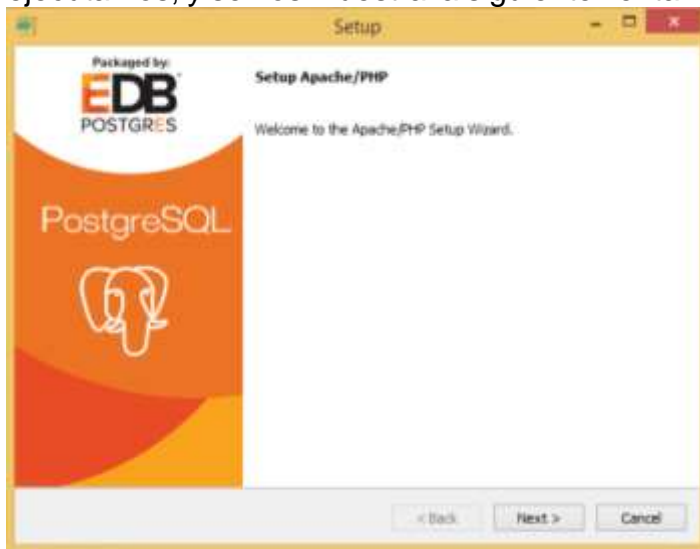 Setup
Packaged by:
EDB
POSTGRES
PostgreSQL
Setup Apache/PHP
Welcome to the Apache/PHP Setup Wizard.
< Back
Next >
Cancel